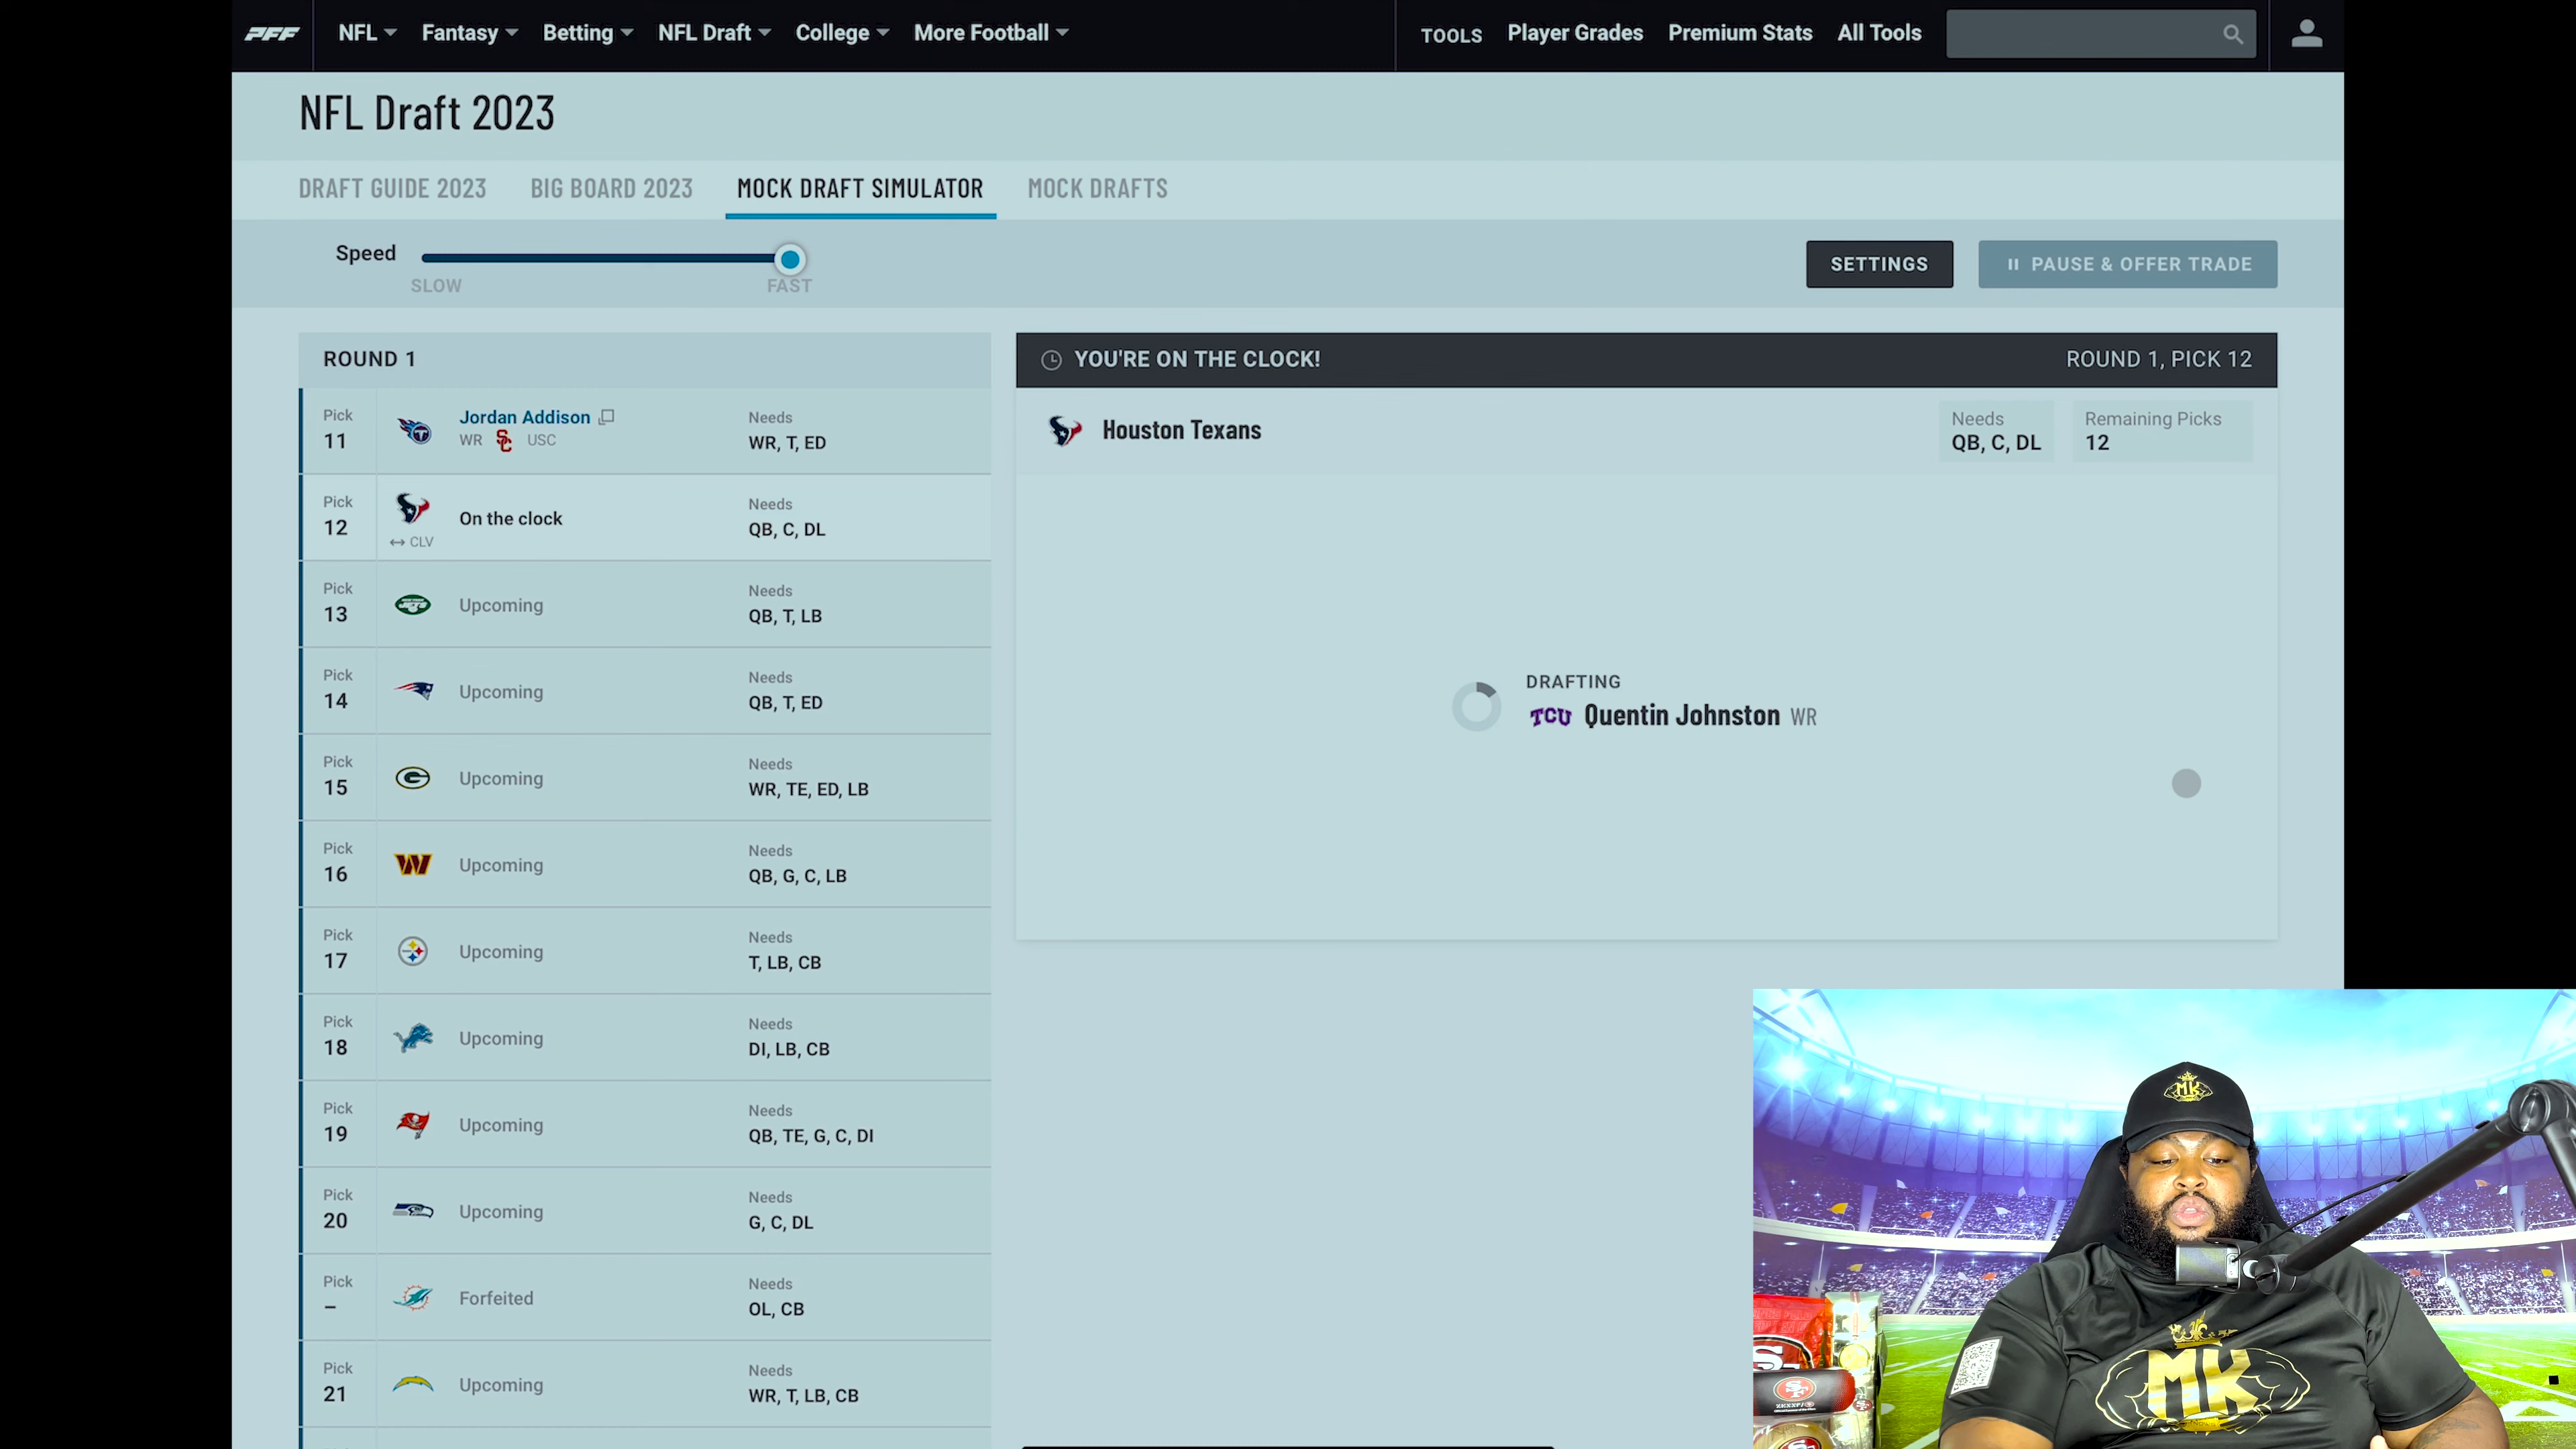 PFF NFL Fantasy Betting NFL Draft College More Football TOOLS Player Grades Premium Stats All Tools
NFL Draft 2023
DRAFT GUIDE 2023 BIG BOARD 2023 MOCK DRAFT SIMULATOR MOCK DRAFTS
Speed
SLOW FAST
SETTINGS PAUSE & OFFER TRADE
ROUND 1
Pick 11
Jordan Addison
WR SC USC
Needs
WR, T, ED
Pick 12
CLV
On the clock
Needs
QB, C, DL
Pick 13
JETS
Upcoming
Needs
QB, T, LB
Pick 14
Upcoming
Needs
QB, T, ED
Pick 15
G
Upcoming
Needs
WR, TE, ED, LB
Pick 16
W
Upcoming
Needs
QB, G, C, LB
Pick 17
Upcoming
Needs
T, LB, CB
Pick 18
Upcoming
Needs
DI, LB, CB
Pick 19
Upcoming
Needs
QB, TE, G, C, DI
Pick 20
Upcoming
Needs
G, C, DL
Pick –
Forfeited
Needs
OL, CB
Pick 21
Upcoming
Needs
WR, T, LB, CB
YOU'RE ON THE CLOCK! ROUND 1, PICK 12
Houston Texans
Needs
QB, C, DL
Remaining Picks
12
DRAFTING
TCU Quentin Johnston WR
MK
MK
SF
SF